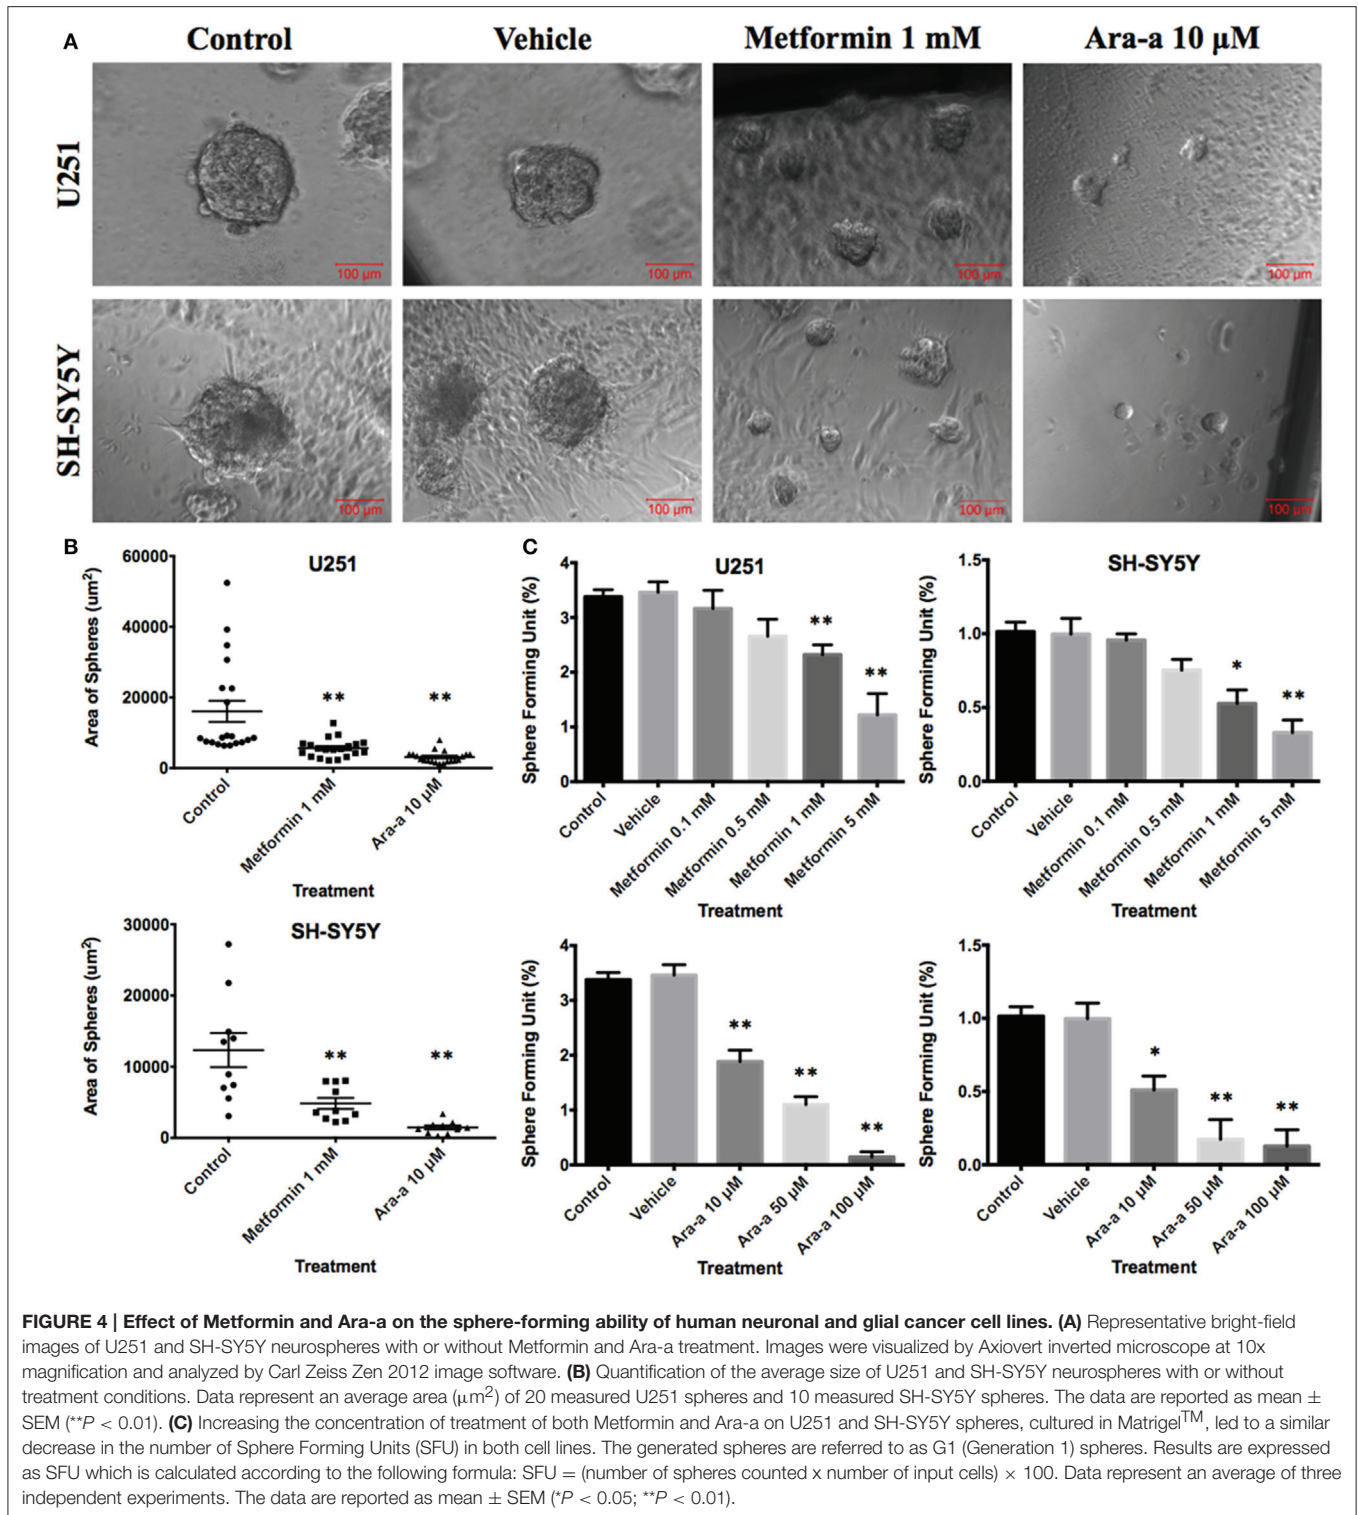 A
Control
Vehicle
Metformin 1 mM
Ara-a 10 µM
U251
100 µm
100 µm
100 µm
100 µm
SH-SY5Y
100 µm
100 µm
100 µm
100 µm
B
U251
Area of Spheres (um²)
60000
40000
20000
0
**
**
Control
Metformin 1 mM
Ara-a 10 µM
Treatment
SH-SY5Y
Area of Spheres (um²)
30000
20000
10000
0
**
**
Control
Metformin 1 mM
Ara-a 10 µM
Treatment
C
U251
Sphere Forming Unit (%)
4
3
2
1
0
**
**
Control
Vehicle
Metformin 0.1 mM
Metformin 0.5 mM
Metformin 1 mM
Metformin 5 mM
Treatment
SH-SY5Y
Sphere Forming Unit (%)
1.5
1.0
0.5
0.0
*
**
Control
Vehicle
Metformin 0.1 mM
Metformin 0.5 mM
Metformin 1 mM
Metformin 5 mM
Treatment
Sphere Forming Unit (%)
4
3
2
1
0
**
**
**
Control
Vehicle
Ara-a 10 µM
Ara-a 50 µM
Ara-a 100 µM
Treatment
Sphere Forming Unit (%)
1.5
1.0
0.5
0.0
*
**
**
Control
Vehicle
Ara-a 10 µM
Ara-a 50 µM
Ara-a 100 µM
Treatment
FIGURE 4 | Effect of Metformin and Ara-a on the sphere-forming ability of human neuronal and glial cancer cell lines. (A) Representative bright-field
images of U251 and SH-SY5Y neurospheres with or without Metformin and Ara-a treatment. Images were visualized by Axiovert inverted microscope at 10x
magnification and analyzed by Carl Zeiss Zen 2012 image software. (B) Quantification of the average size of U251 and SH-SY5Y neurospheres with or without
treatment conditions. Data represent an average area (µm²) of 20 measured U251 spheres and 10 measured SH-SY5Y spheres. The data are reported as mean ±
SEM (**P < 0.01). (C) Increasing the concentration of treatment of both Metformin and Ara-a on U251 and SH-SY5Y spheres, cultured in Matrigel™, led to a similar
decrease in the number of Sphere Forming Units (SFU) in both cell lines. The generated spheres are referred to as G1 (Generation 1) spheres. Results are expressed
as SFU which is calculated according to the following formula: SFU = (number of spheres counted x number of input cells) × 100. Data represent an average of three
independent experiments. The data are reported as mean ± SEM (*P < 0.05; **P < 0.01).